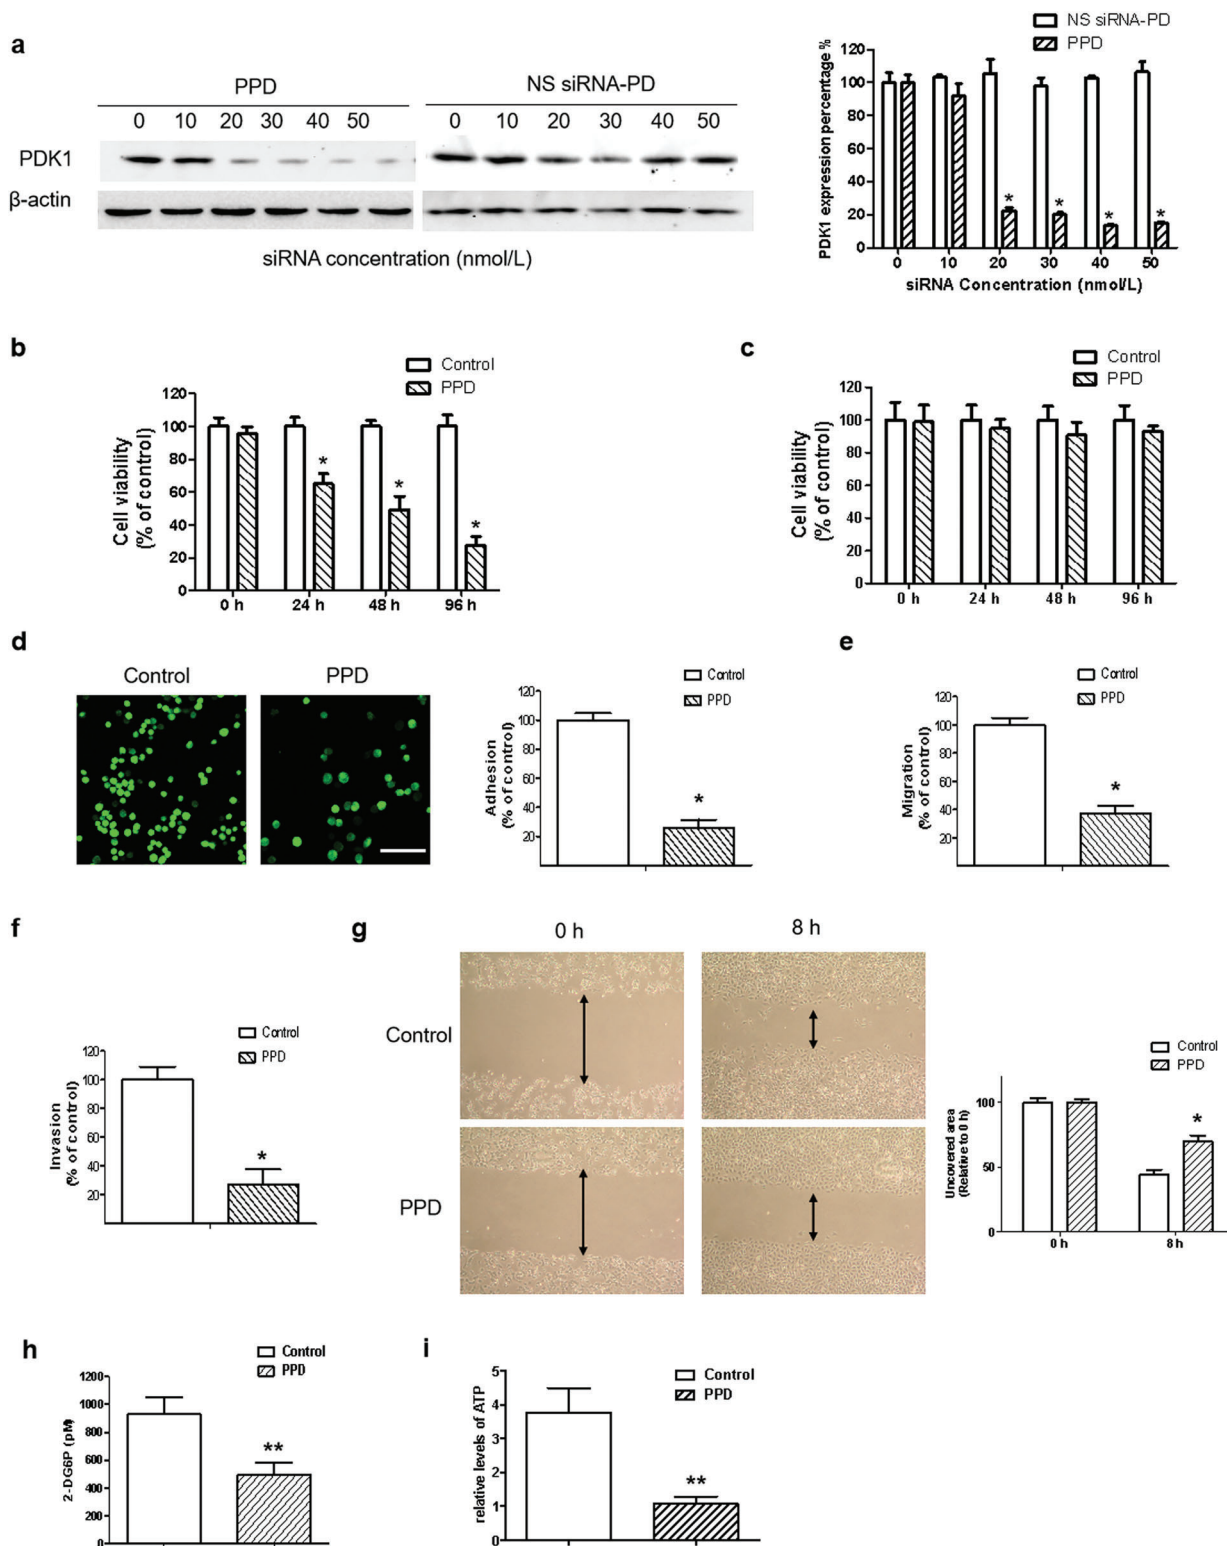 a
PPD
NS siRNA-PD
0 10 20 30 40 50
0 10 20 30 40 50
PDK1
β-actin
siRNA concentration (nmol/L)
NS siRNA-PD
PPD
PDK1 expression percentage %
120
100
80
60
40
20
0
* * * *
0 10 20 30 40 50
siRNA Concentration (nmol/L)
b
Control
PPD
Cell viability
(% of control)
120
100
80
60
40
20
0
* * *
0 h 24 h 48 h 96 h
c
Control
PPD
Cell viability
(% of control)
120
100
80
60
40
20
0
0 h 24 h 48 h 96 h
d
Control
PPD
Control
PPD
Adhesion
(% of control)
120
100
80
60
40
20
*
e
Control
PPD
Migration
(% of control)
120
100
80
60
40
20
*
f
Control
PPD
Invasion
(% of control)
120
100
80
60
40
20
*
g
0 h
8 h
Control
PPD
Control
PPD
Uncovered area
(Relative to 0 h)
100
50
0
*
0 h 8 h
h
Control
PPD
2-DG6P (pM)
1200
1000
800
600
400
200
0
**
i
Control
PPD
relative levels of ATP
5
4
3
2
1
0
**